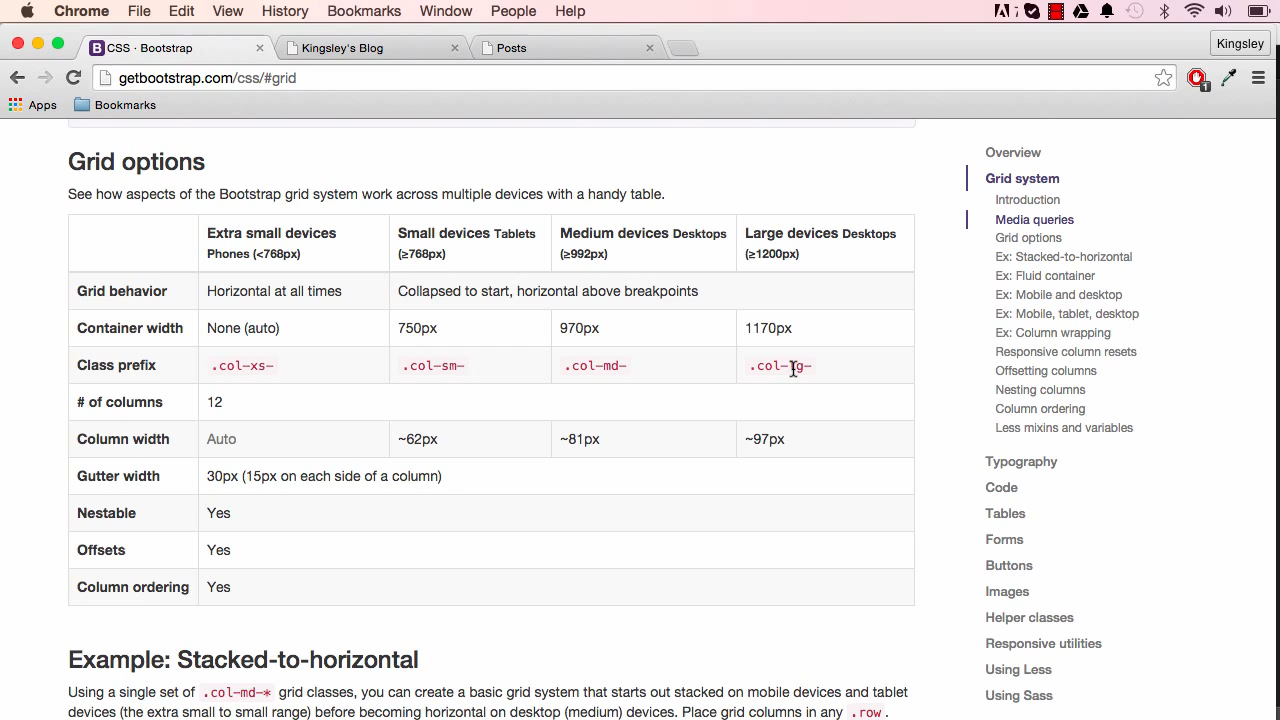 Chrome File Edit View History Bookmarks Window People Help
CSS · Bootstrap Kingsley's Blog Posts Kingsley
getbootstrap.com/css/#grid
Apps Bookmarks
Grid options
See how aspects of the Bootstrap grid system work across multiple devices with a handy table.
Extra small devices Phones (<768px)
Small devices Tablets (≥768px)
Medium devices Desktops (≥992px)
Large devices Desktops (≥1200px)
Grid behavior Horizontal at all times Collapsed to start, horizontal above breakpoints
Container width None (auto) 750px 970px 1170px
Class prefix .col-xs- .col-sm- .col-md- .col-lg-
# of columns 12
Column width Auto ~62px ~81px ~97px
Gutter width 30px (15px on each side of a column)
Nestable Yes
Offsets Yes
Column ordering Yes
Example: Stacked-to-horizontal
Using a single set of .col-md-* grid classes, you can create a basic grid system that starts out stacked on mobile devices and tablet
devices (the extra small to small range) before becoming horizontal on desktop (medium) devices. Place grid columns in any .row.
Overview
Grid system
Introduction
Media queries
Grid options
Ex: Stacked-to-horizontal
Ex: Fluid container
Ex: Mobile and desktop
Ex: Mobile, tablet, desktop
Ex: Column wrapping
Responsive column resets
Offsetting columns
Nesting columns
Column ordering
Less mixins and variables
Typography
Code
Tables
Forms
Buttons
Images
Helper classes
Responsive utilities
Using Less
Using Sass